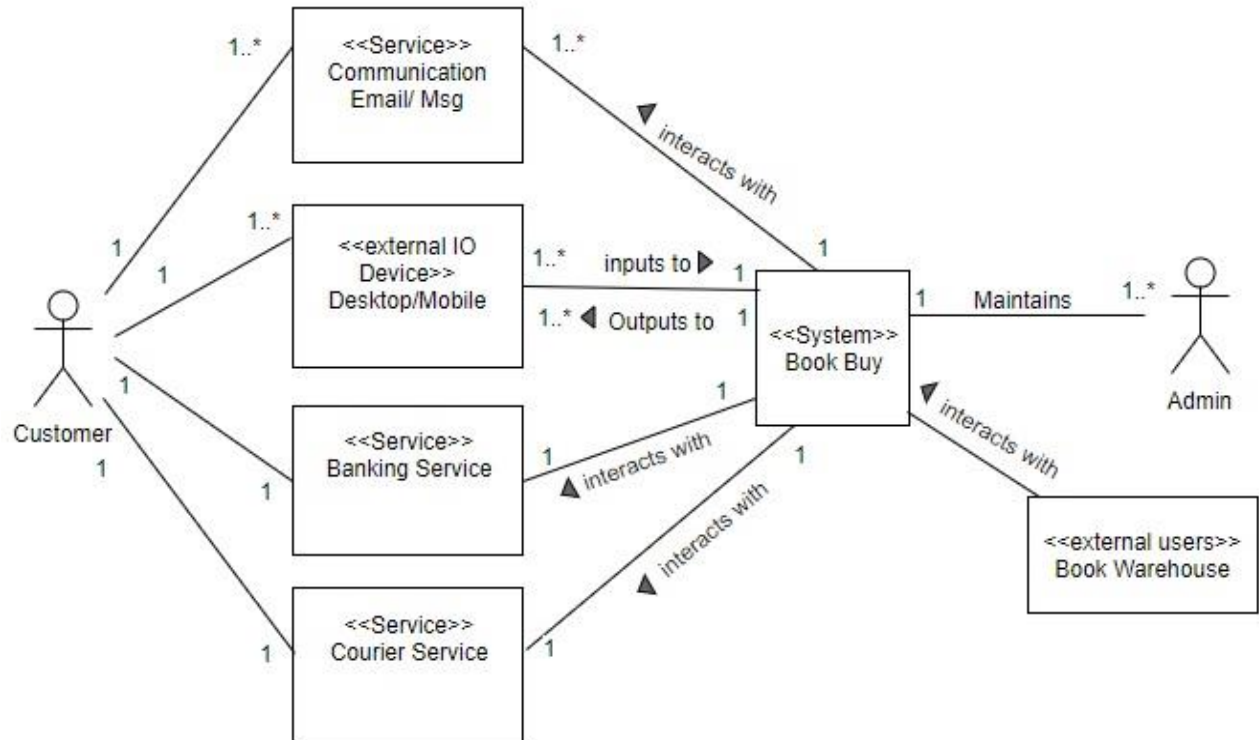 1..*
<<Service>>
Communication
Email/ Msg
1..*
interacts with
1
1
1..*
1
<<external IO
Device>>
Desktop/Mobile
1..*
inputs to
1
1..*
Outputs to
1
<<System>>
Book Buy
1
Maintains
1..*
Admin
Customer
1
1
1
<<Service>>
Banking Service
1
interacts with
1
1
interacts with
1
<<Service>>
Courier Service
1
interacts with
<<external users>>
Book Warehouse